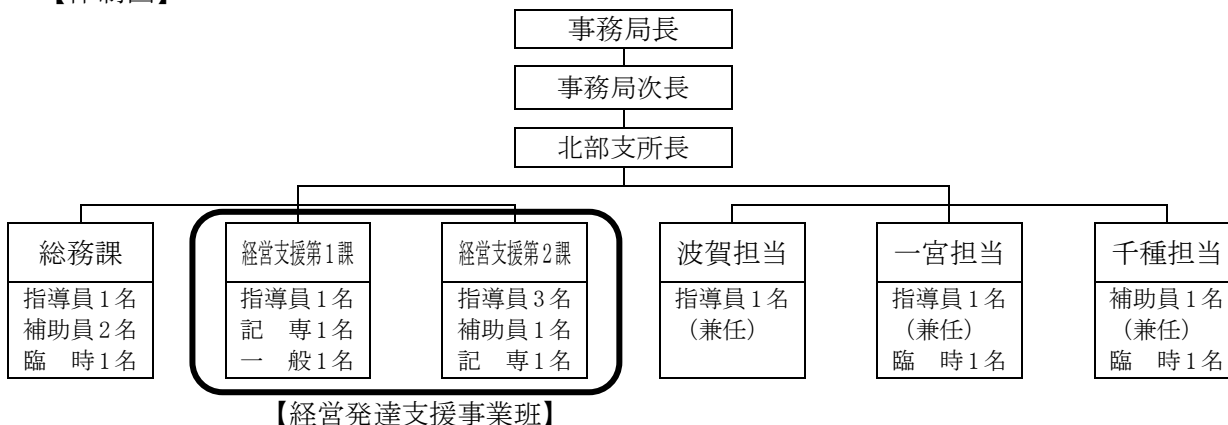 事務局長
事務局次長
北部支所長
総務課
指導員1名
補助員2名
臨　時1名
経営支援第1課
指導員1名
記　専1名
一　般1名
経営支援第2課
指導員3名
補助員1名
記　専1名
波賀担当
指導員1名
(兼任)
一宮担当
指導員1名
(兼任)
臨　時1名
千種担当
補助員1名
(兼任)
臨　時1名
【経営発達支援事業班】